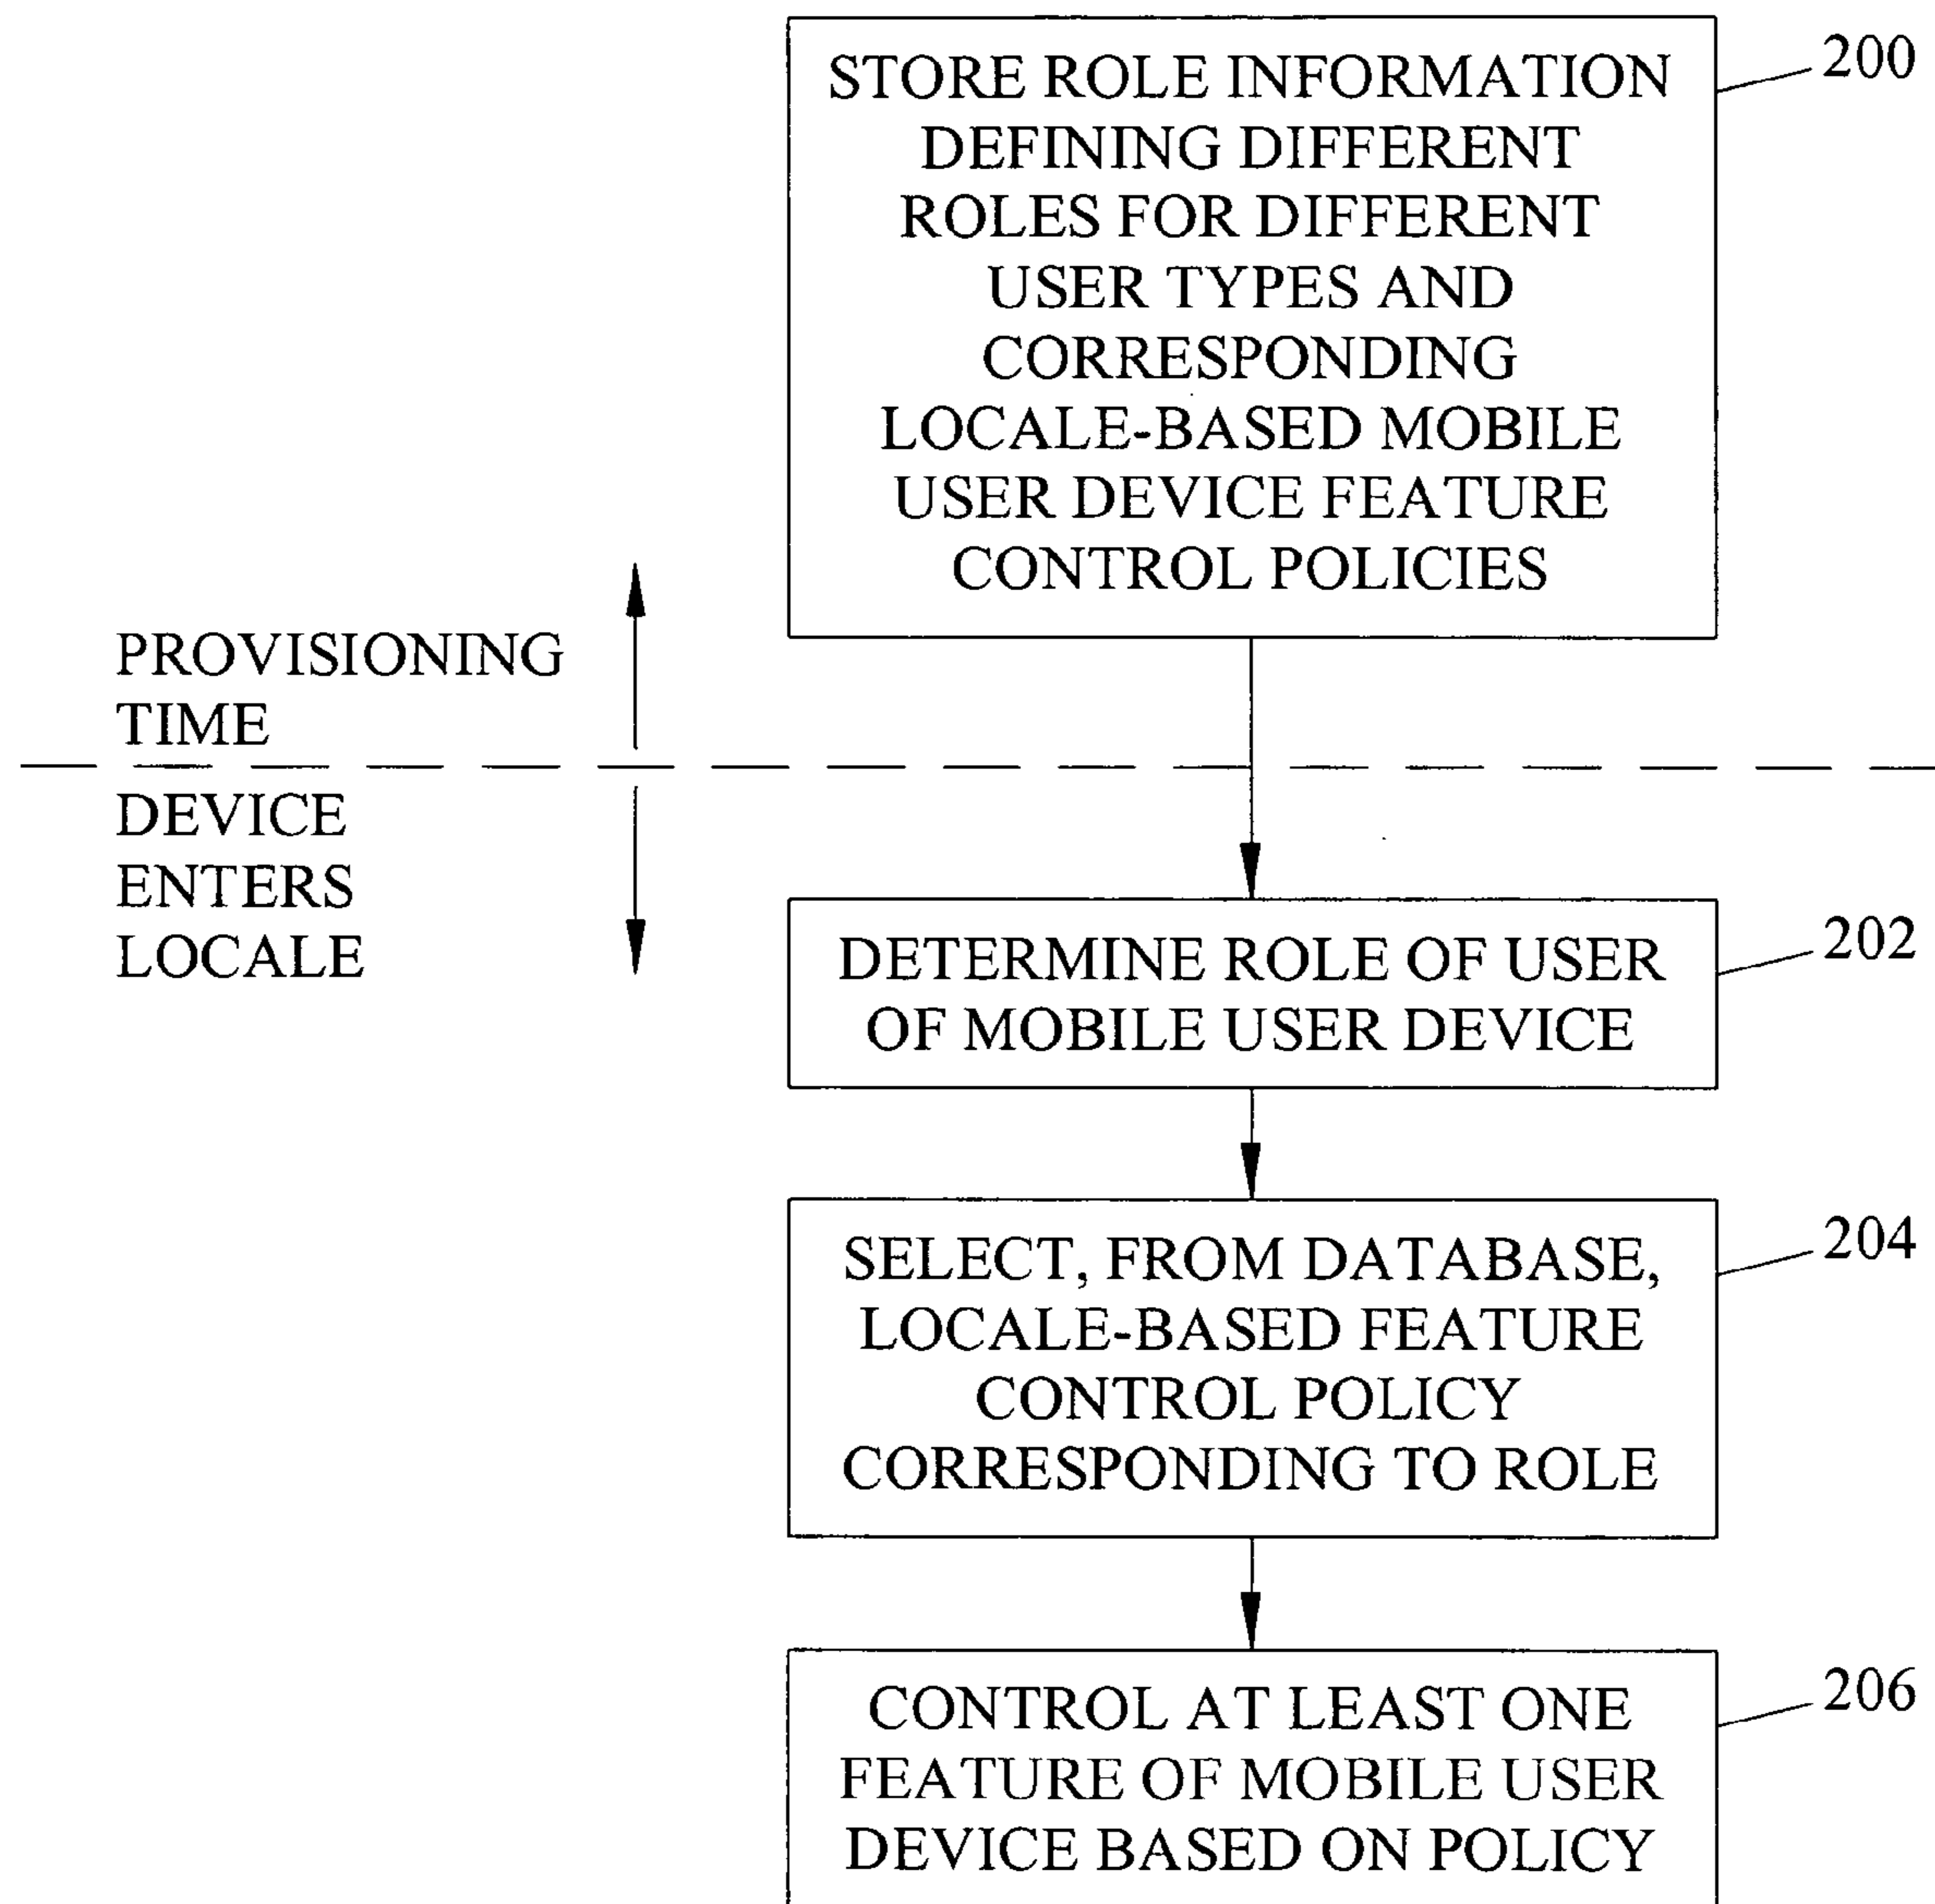 STORE ROLE INFORMATION
DEFINING DIFFERENT
ROLES FOR DIFFERENT
USER TYPES AND
CORRESPONDING
LOCALE-BASED MOBILE
USER DEVICE FEATURE
CONTROL POLICIES
200
PROVISIONING
TIME
DEVICE
ENTERS
LOCALE
DETERMINE ROLE OF USER
OF MOBILE USER DEVICE
202
SELECT, FROM DATABASE,
LOCALE-BASED FEATURE
CONTROL POLICY
CORRESPONDING TO ROLE
204
CONTROL AT LEAST ONE
FEATURE OF MOBILE USER
DEVICE BASED ON POLICY
206